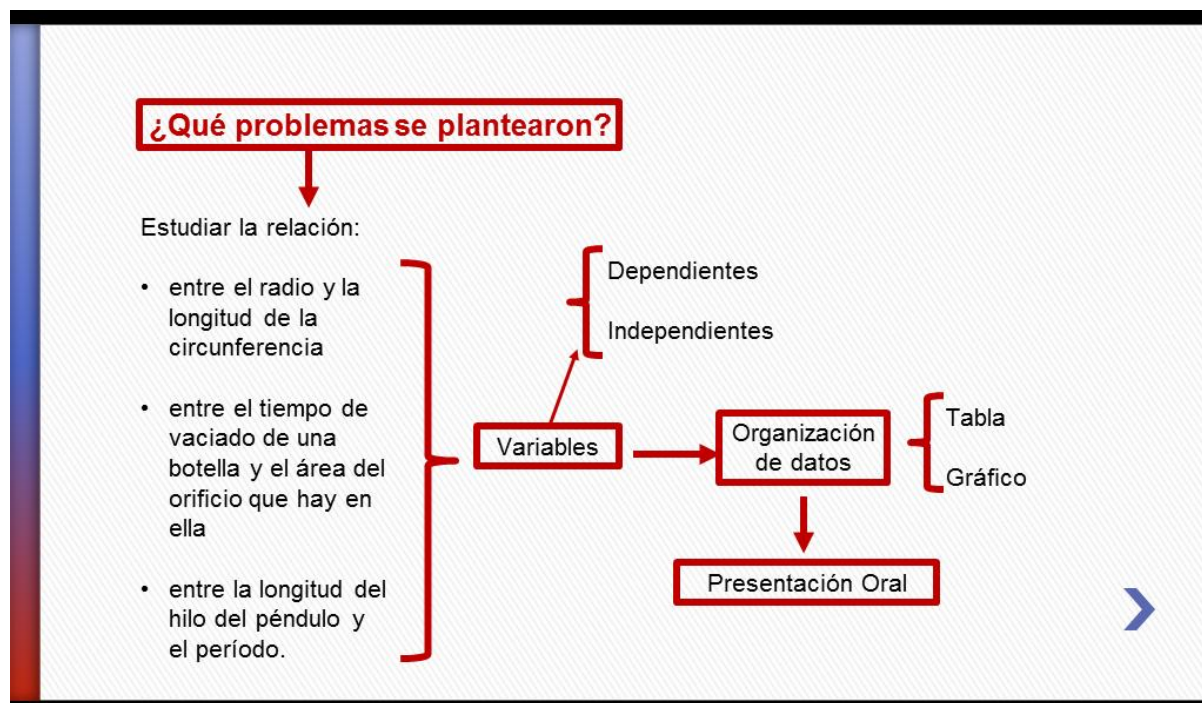 ¿Qué problemas se plantearon?
Estudiar la relación:
• entre el radio y la
longitud de la
circunferencia
• entre el tiempo de
vaciado de una
botella y el área del
orificio que hay en
ella
• entre la longitud del
hilo del péndulo y
el período.
Variables
Dependientes
Independientes
Organización
de datos
Tabla
Gráfico
Presentación Oral